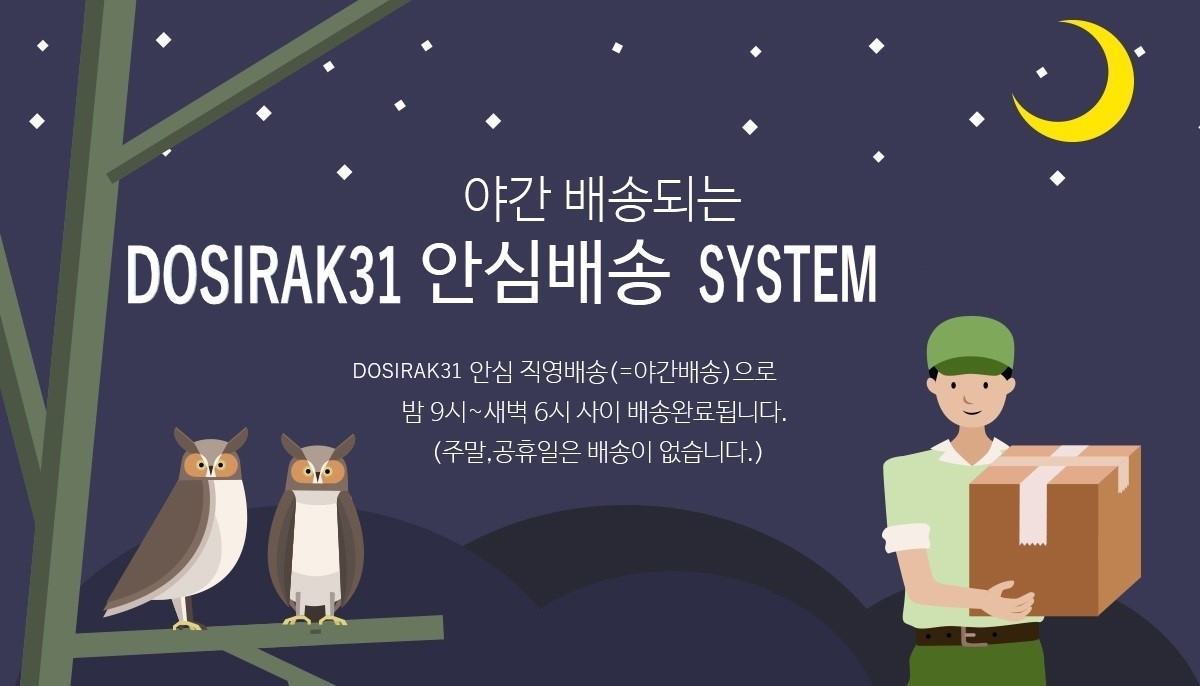 야간 배송되는
DOSIRAK31 안심배송 SYSTEM
DOSIRAK31 안심 직영배송(=야간배송)으로
밤 9시~새벽 6시 사이 배송완료됩니다.
(주말,공휴일은 배송이 없습니다.)